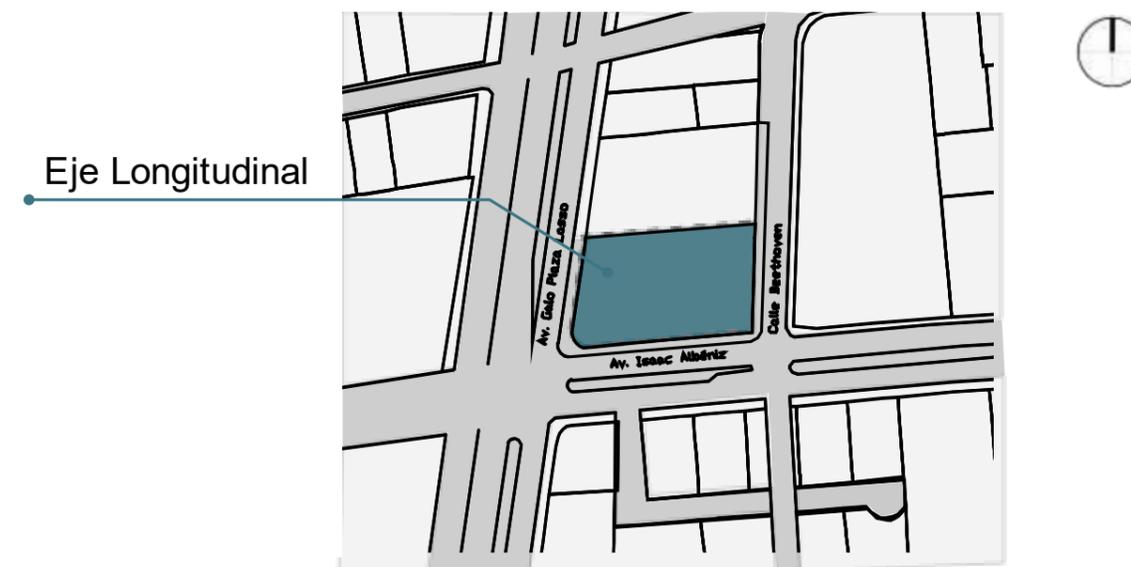 Eje Longitudinal
Av. Galo Plaza Lasso
Calle Beethoven
Av. Isaac Albéniz